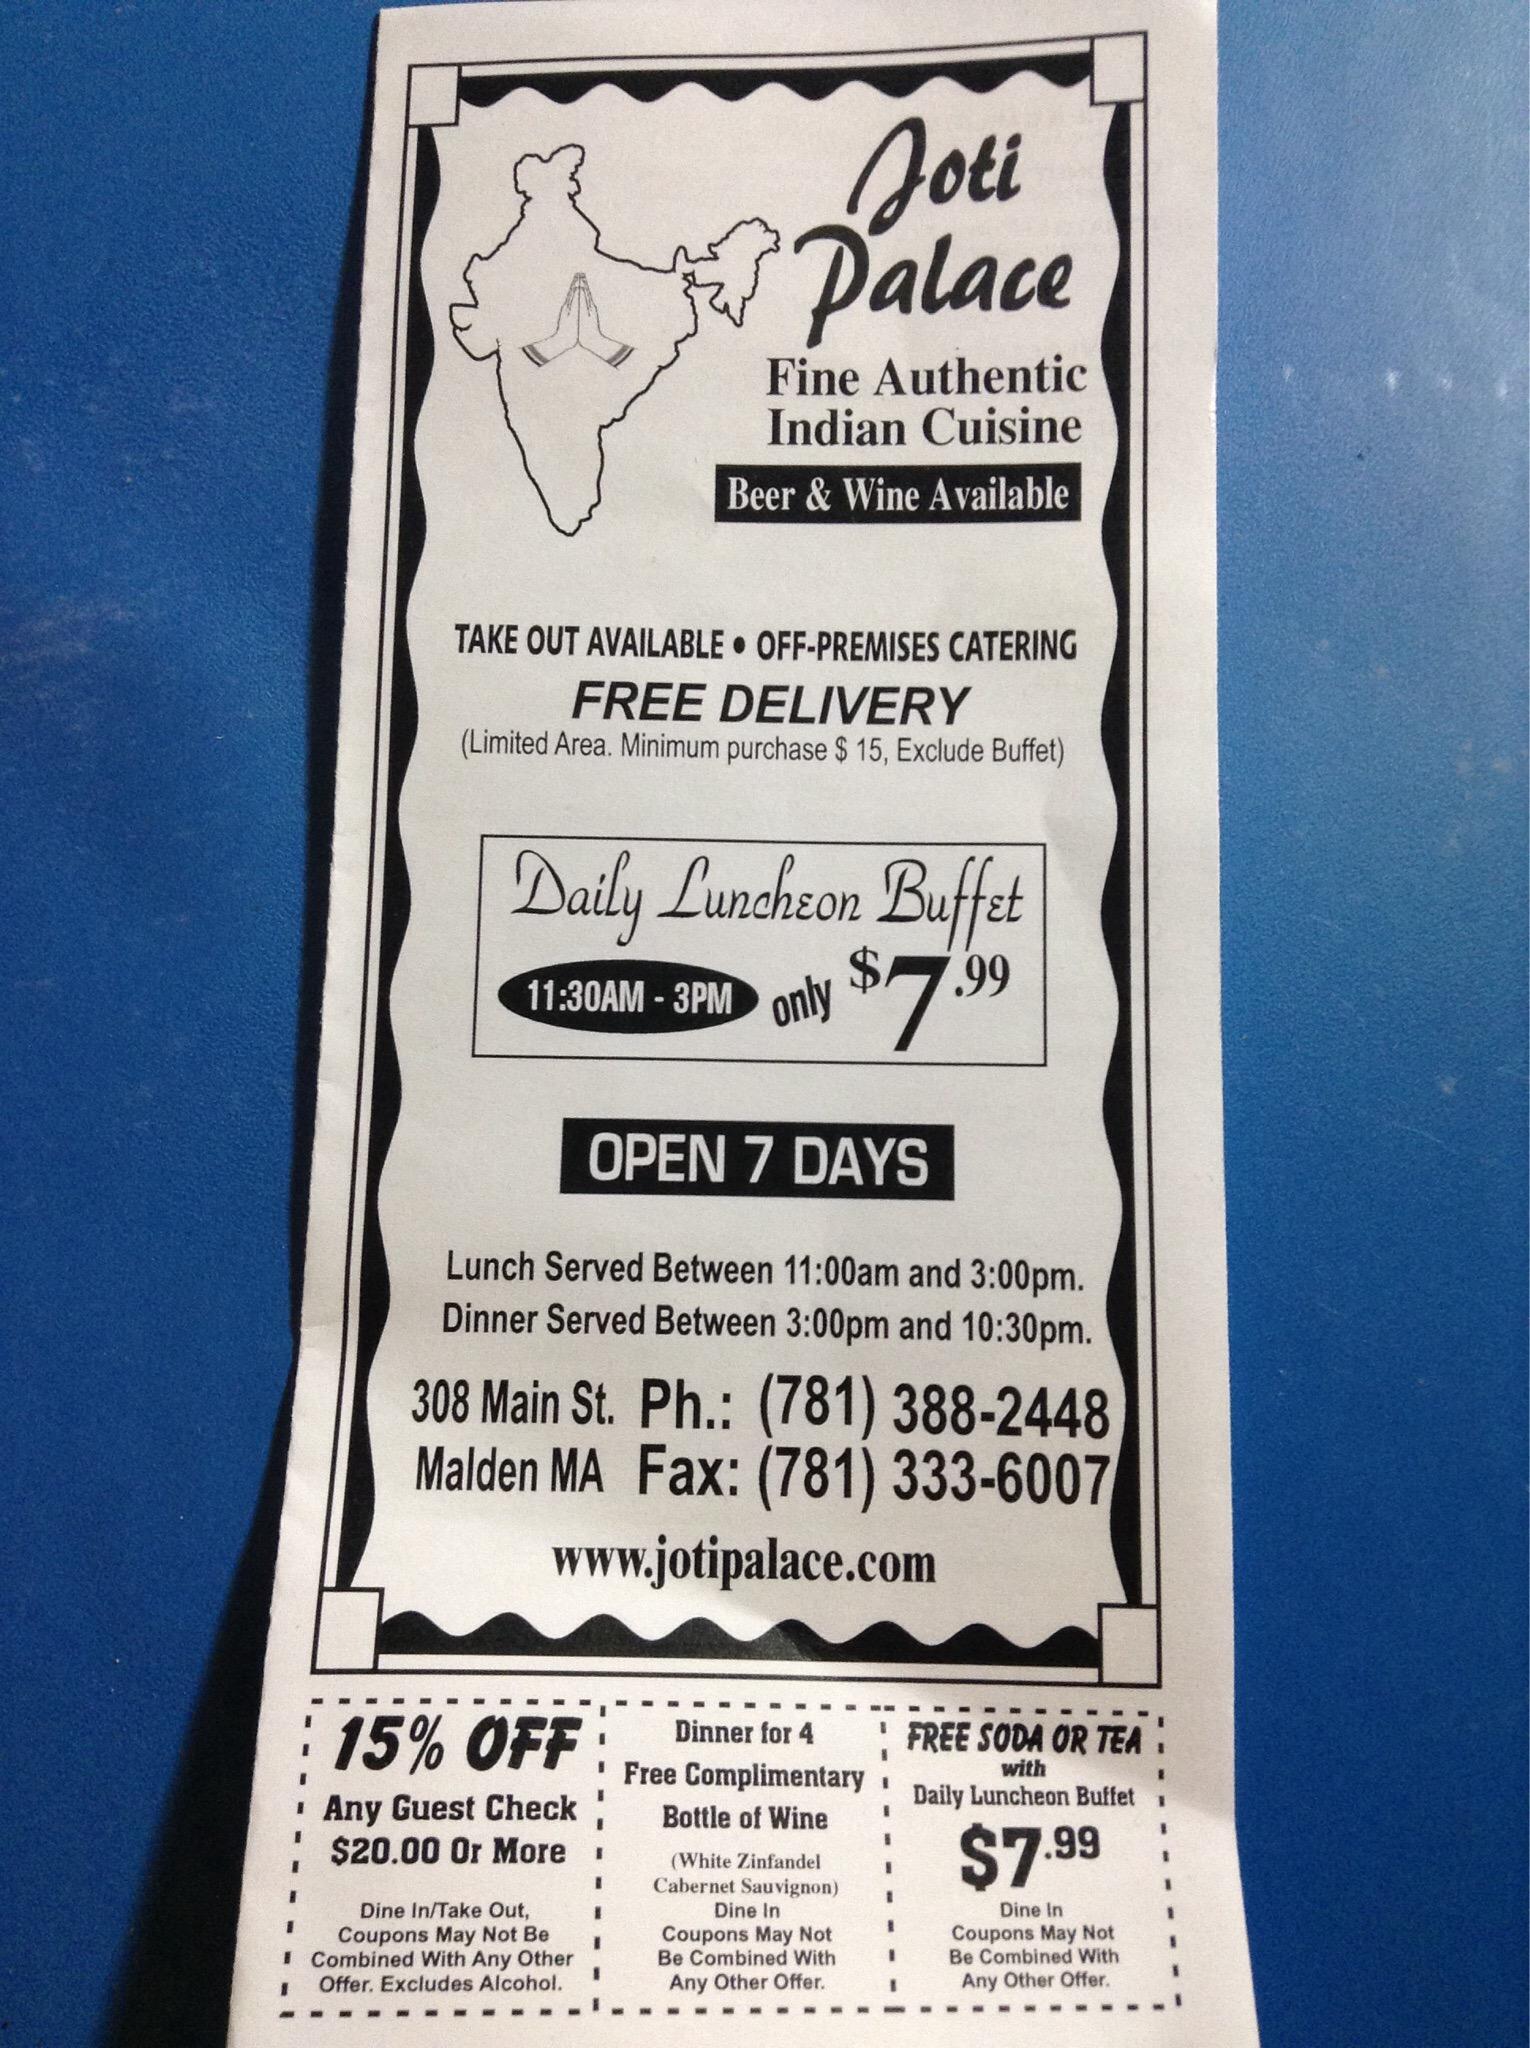 Joti
Palace
Fine Authentic
Indian Cuisine
Beer & Wine Available
TAKE OUT AVAILABLE • OFF-PREMISES CATERING
FREE DELIVERY
(Limited Area. Minimum purchase $ 15, Exclude Buffet)
Daily Luncheon Buffet
11:30AM - 3PM only $7.99
OPEN 7 DAYS
Lunch Served Between 11:00am and 3:00pm.
Dinner Served Between 3:00pm and 10:30pm.
308 Main St. Ph.: (781) 388-2448
Malden MA Fax: (781) 333-6007
www.jotipalace.com
15% OFF
Any Guest Check
$20.00 Or More
Dine In/Take Out,
Coupons May Not Be
Combined With Any Other
Offer. Excludes Alcohol.
Dinner for 4
Free Complimentary
Bottle of Wine
(White Zinfandel
Cabernet Sauvignon)
Dine In
Coupons May Not
Be Combined With
Any Other Offer.
FREE SODA OR TEA
with
Daily Luncheon Buffet
$7.99
Dine In
Coupons May Not
Be Combined With
Any Other Offer.